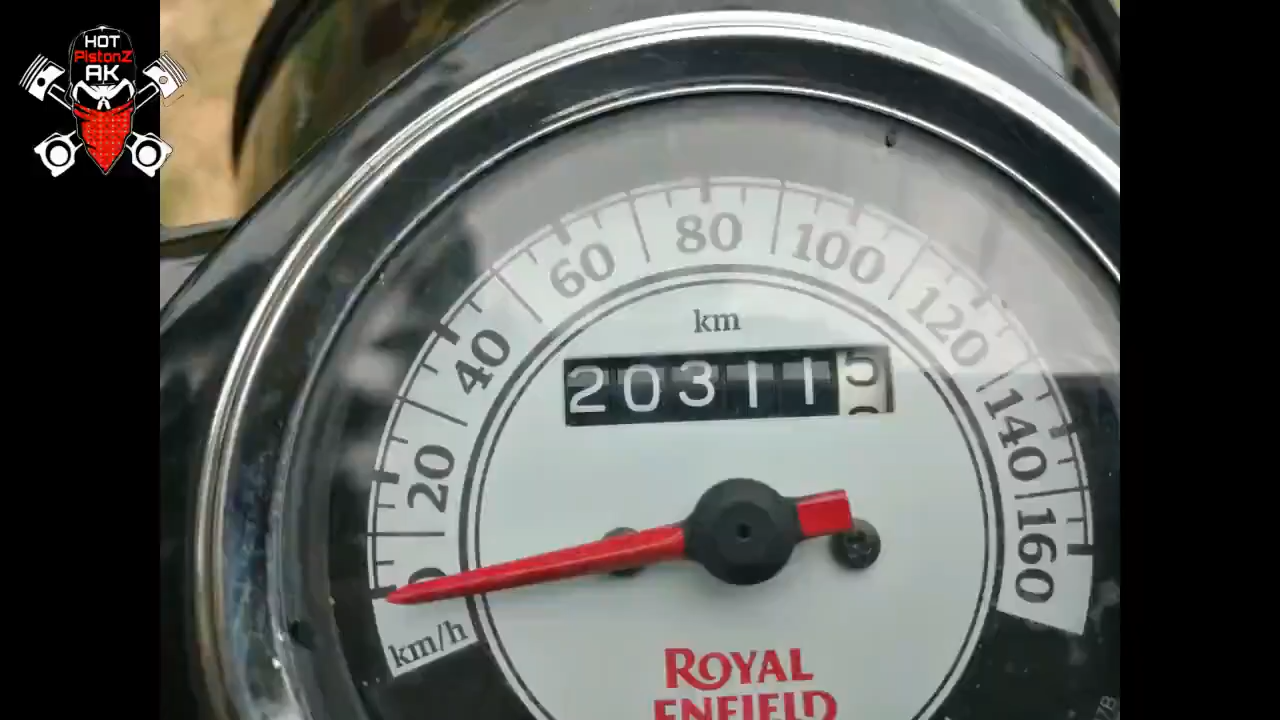 HOT
PistonZ
AK
0
20
40
60
80
100
120
140
160
km
20311
km/h
ROYAL
ENFIELD